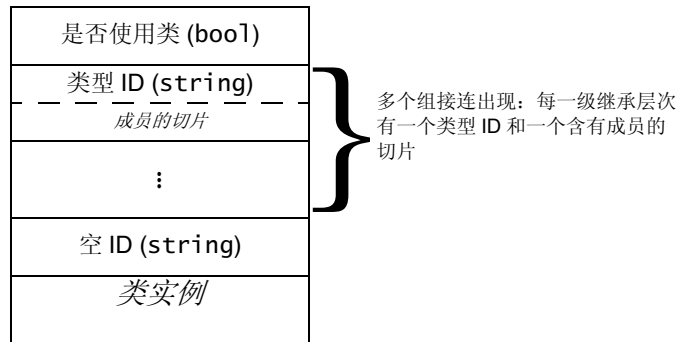 是否使用类 (bool)
类型 ID (string)
成员的切片
⋮
空 ID (string)
类实例
多个组接连出现：每一级继承层次
有一个类型 ID 和一个含有成员的
切片